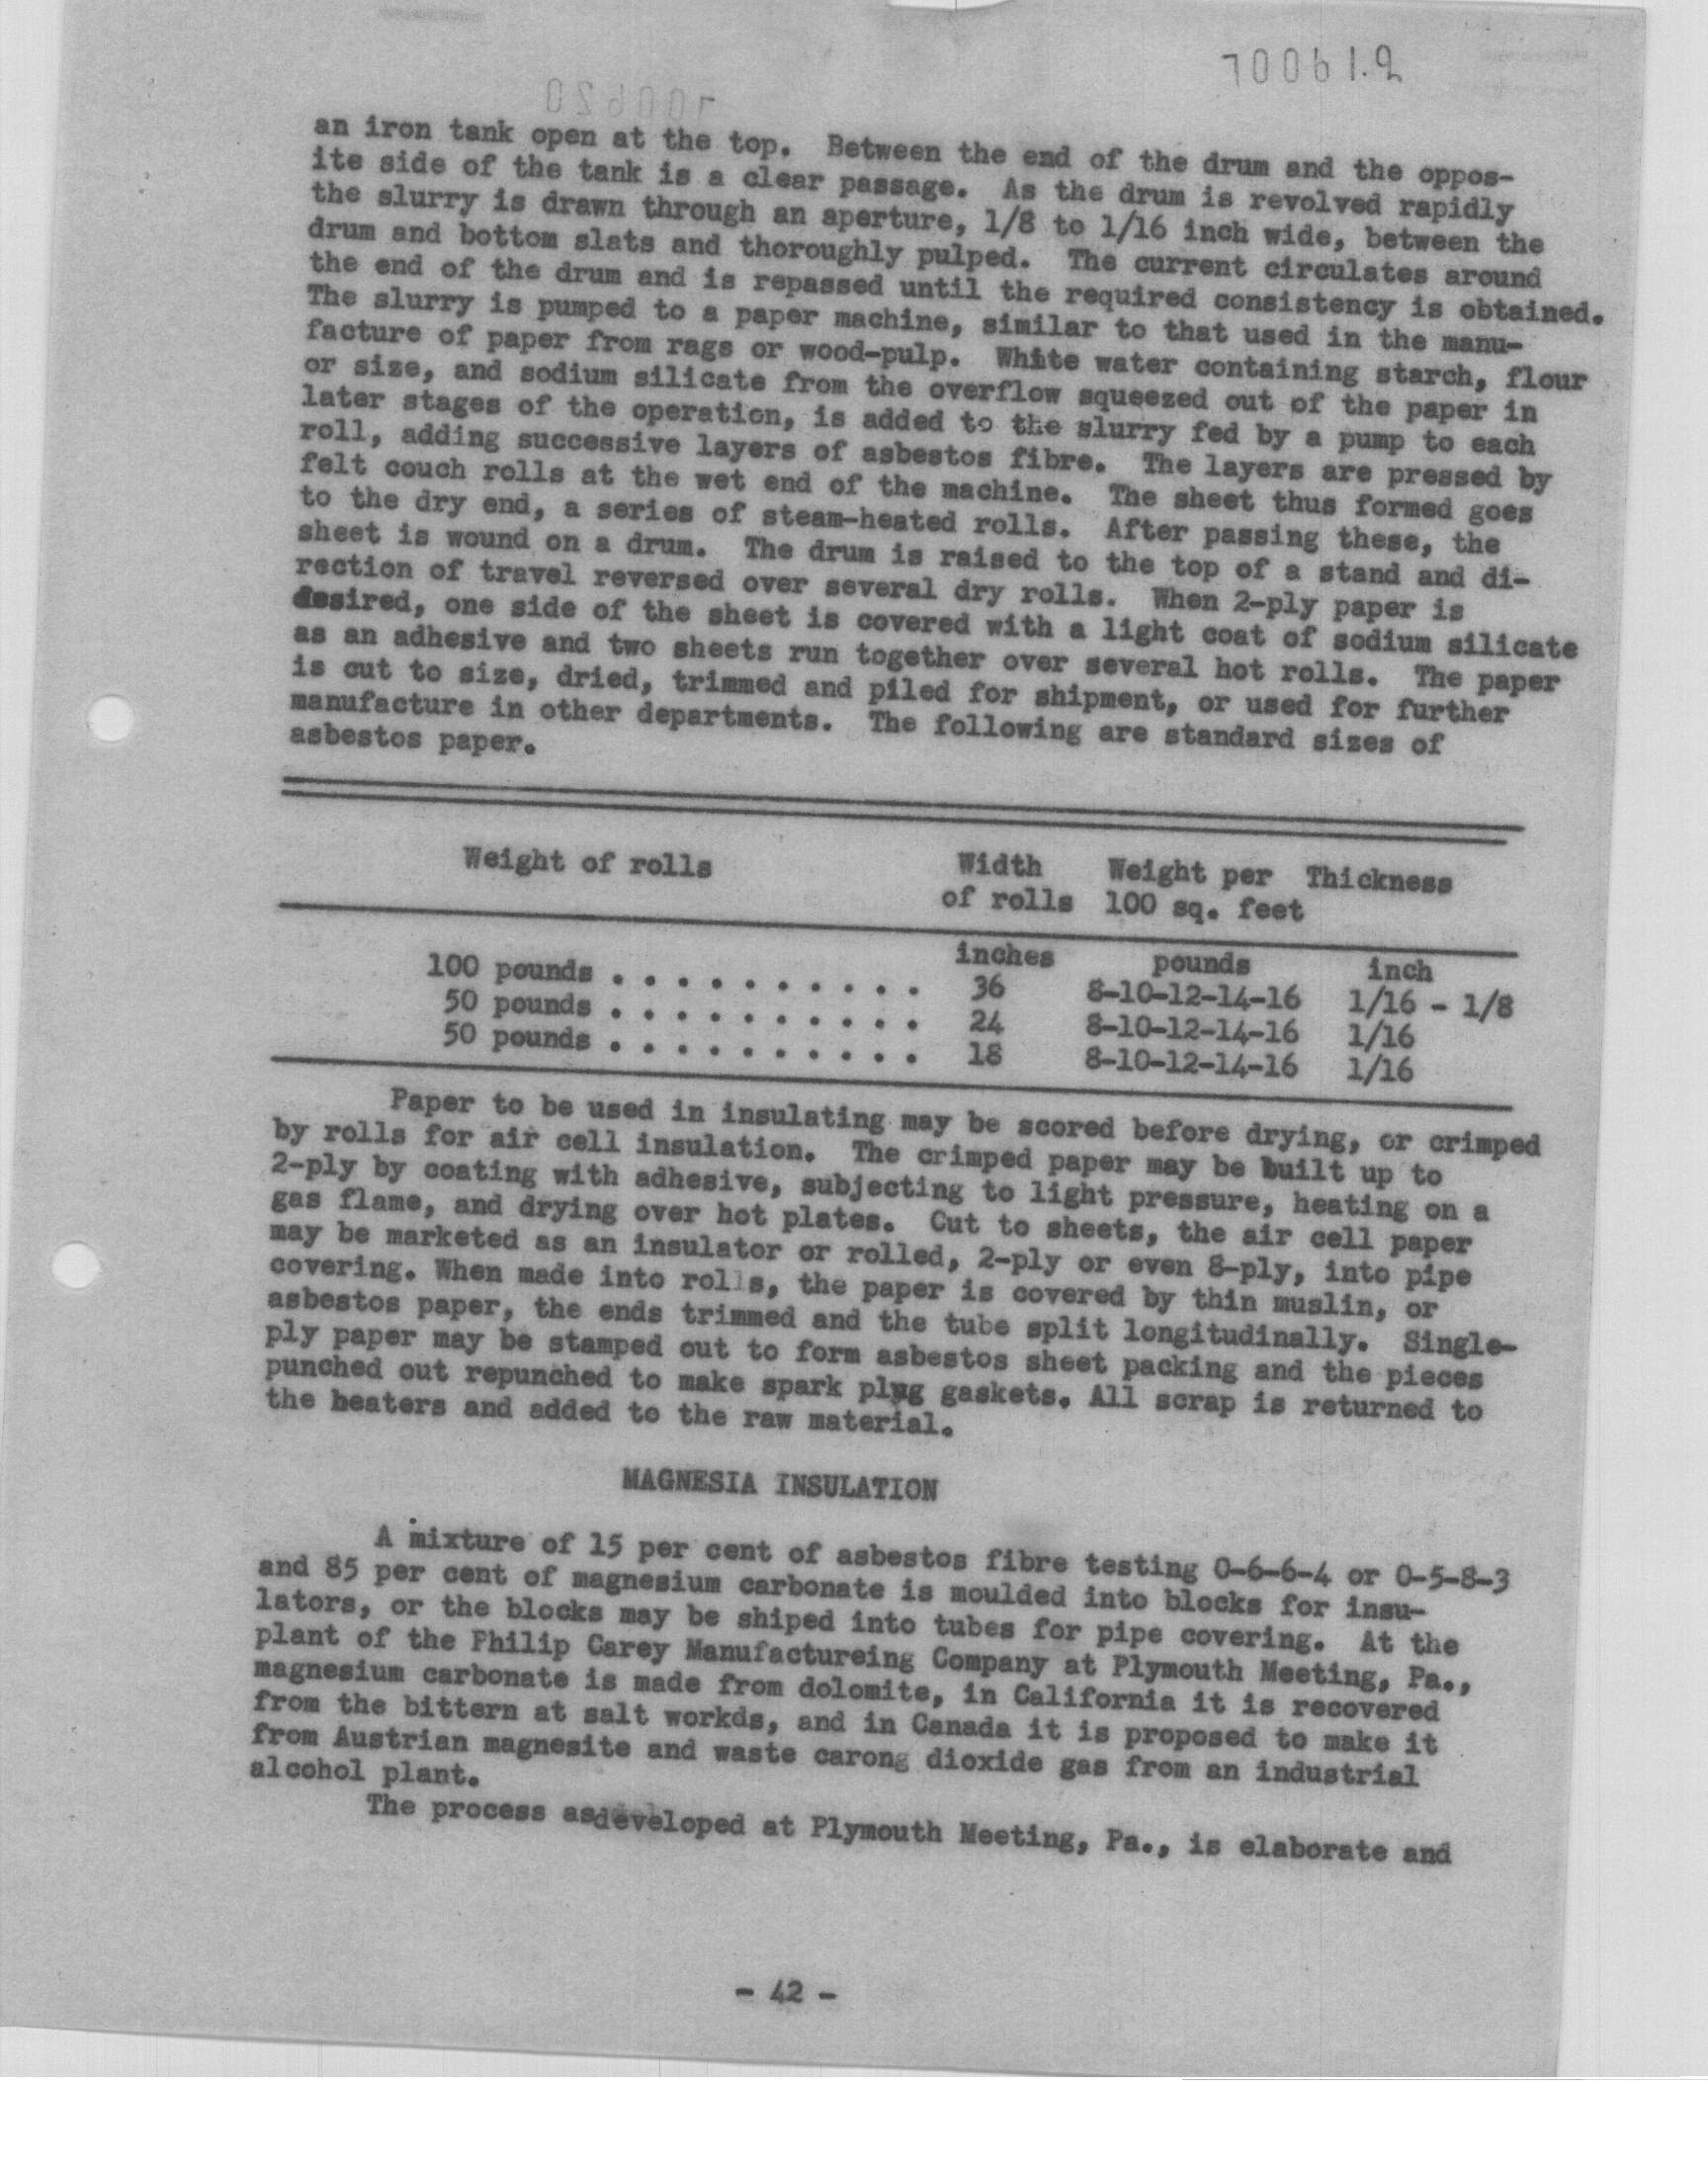 700619
700620
an iron tank open at the top. Between the end of the drum and the oppos-
ite side of the tank is a clear passage. As the drum is revolved rapidly
the slurry is drawn through an aperture, 1/8 to 1/16 inch wide, between the
drum and bottom slats and thoroughly pulped. The current circulates around
the end of the drum and is repassed until the required consistency is obtained.
The slurry is pumped to a paper machine, similar to that used in the manu-
facture of paper from rags or wood-pulp. White water containing starch, flour
or size, and sodium silicate from the overflow squeezed out of the paper in
later stages of the operation, is added to the slurry fed by a pump to each
roll, adding successive layers of asbestos fibre. The layers are pressed by
felt couch rolls at the wet end of the machine. The sheet thus formed goes
to the dry end, a series of steam-heated rolls. After passing these, the
sheet is wound on a drum. The drum is raised to the top of a stand and di-
rection of travel reversed over several dry rolls. When 2-ply paper is
desired, one side of the sheet is covered with a light coat of sodium silicate
as an adhesive and two sheets run together over several hot rolls. The paper
is cut to size, dried, trimmed and piled for shipment, or used for further
manufacture in other departments. The following are standard sizes of
asbestos paper.
Weight of rolls Width Weight per Thickness
of rolls 100 sq. feet
inches pounds inch
100 pounds . . . . . . . . . . 36 8-10-12-14-16 1/16 - 1/8
50 pounds . . . . . . . . . . 24 8-10-12-14-16 1/16
50 pounds . . . . . . . . . . 18 8-10-12-14-16 1/16
Paper to be used in insulating may be scored before drying, or crimped
by rolls for air cell insulation. The crimped paper may be built up to
2-ply by coating with adhesive, subjecting to light pressure, heating on a
gas flame, and drying over hot plates. Cut to sheets, the air cell paper
may be marketed as an insulator or rolled, 2-ply or even 8-ply, into pipe
covering. When made into rolls, the paper is covered by thin muslin, or
asbestos paper, the ends trimmed and the tube split longitudinally. Single-
ply paper may be stamped out to form asbestos sheet packing and the pieces
punched out repunched to make spark plug gaskets. All scrap is returned to
the beaters and added to the raw material.
MAGNESIA INSULATION
A mixture of 15 per cent of asbestos fibre testing 0-6-6-4 or 0-5-8-3
and 85 per cent of magnesium carbonate is moulded into blocks for insu-
lators, or the blocks may be shiped into tubes for pipe covering. At the
plant of the Philip Carey Manufactureing Company at Plymouth Meeting, Pa.,
magnesium carbonate is made from dolomite, in California it is recovered
from the bittern at salt workds, and in Canada it is proposed to make it
from Austrian magnesite and waste carong dioxide gas from an industrial
alcohol plant.
The process asdeveloped at Plymouth Meeting, Pa., is elaborate and
- 42 -